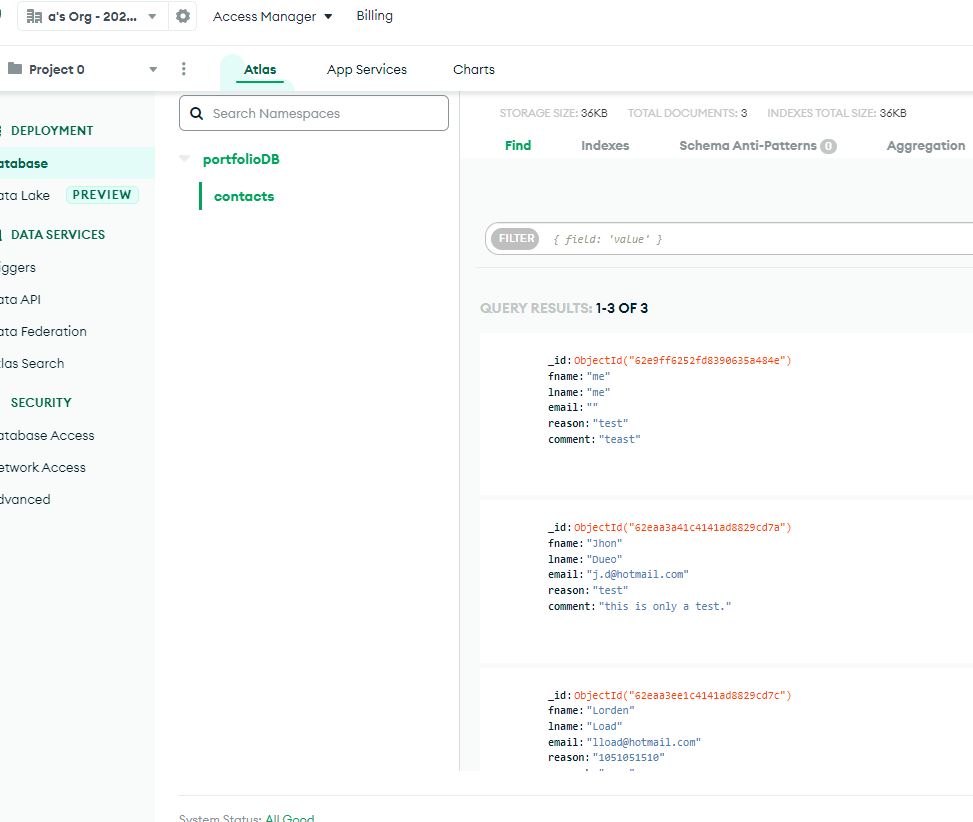 a's Org - 202...
Access Manager
Billing
Project 0
Atlas
App Services
Charts
DEPLOYMENT
atabase
ata Lake PREVIEW
DATA SERVICES
iggers
ata API
ata Federation
las Search
SECURITY
atabase Access
etwork Access
dvanced
Search Namespaces
portfolioDB
contacts
STORAGE SIZE: 36KB TOTAL DOCUMENTS: 3 INDEXES TOTAL SIZE: 36KB
Find Indexes Schema Anti-Patterns 0 Aggregation
FILTER { field: 'value' }
QUERY RESULTS: 1-3 OF 3
_id: ObjectId("62e9ff6252fd8390635a484e")
fname: "me"
lname: "me"
email: ""
reason: "test"
comment: "teast"
_id: ObjectId("62eaa3a41c4141ad8829cd7a")
fname: "Jhon"
lname: "Dueo"
email: "j.d@hotmail.com"
reason: "test"
comment: "this is only a test."
_id: ObjectId("62eaa3ee1c4141ad8829cd7c")
fname: "Lorden"
lname: "Load"
email: "lload@hotmail.com"
reason: "1051051510"
System Status: All Good